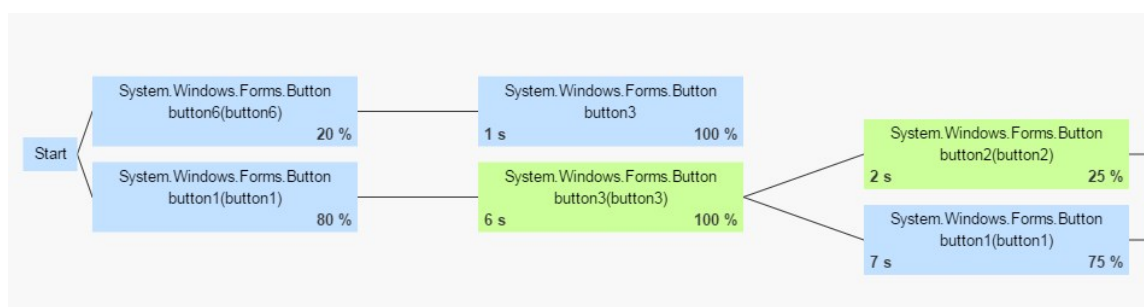 Start
System.Windows.Forms.Button
button6(button6)
20 %
System.Windows.Forms.Button
button1(button1)
80 %
System.Windows.Forms.Button
button3
1 s 100 %
System.Windows.Forms.Button
button3(button3)
6 s 100 %
System.Windows.Forms.Button
button2(button2)
2 s 25 %
System.Windows.Forms.Button
button1(button1)
7 s 75 %